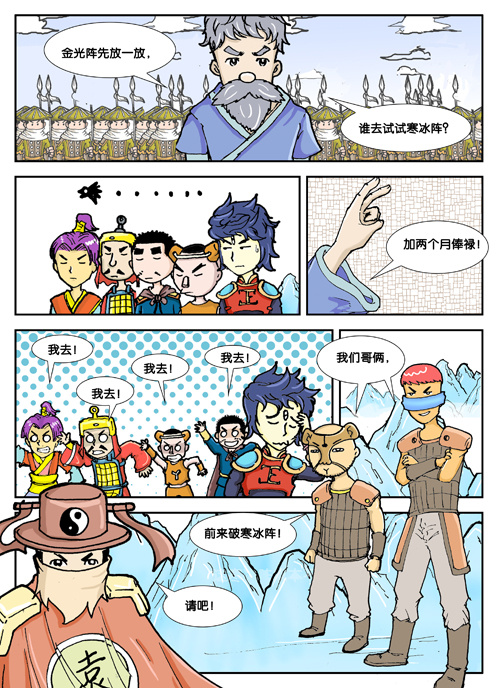 金光阵先放一放，
谁去试试寒冰阵？
正
加两个月俸禄！
我去！
我去！
我去！
我去！
正
我们哥俩，
前来破寒冰阵！
请吧！
袁